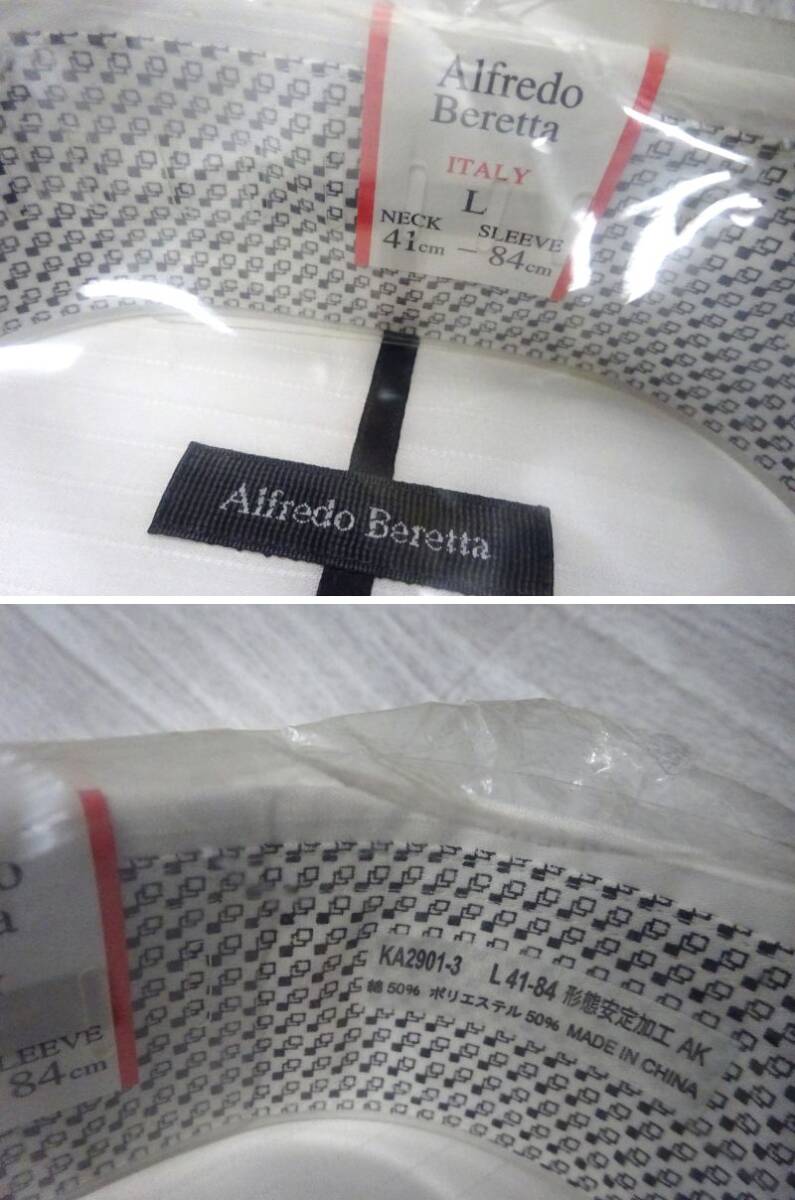 Alfredo
Beretta
ITALY
L
NECK SLEEVE
41cm – 84cm
Alfredo Beretta
LEEVE
84cm
KA2901-3 L 41-84 形態安定加工 AK
綿 50% ポリエステル 50% MADE IN CHINA